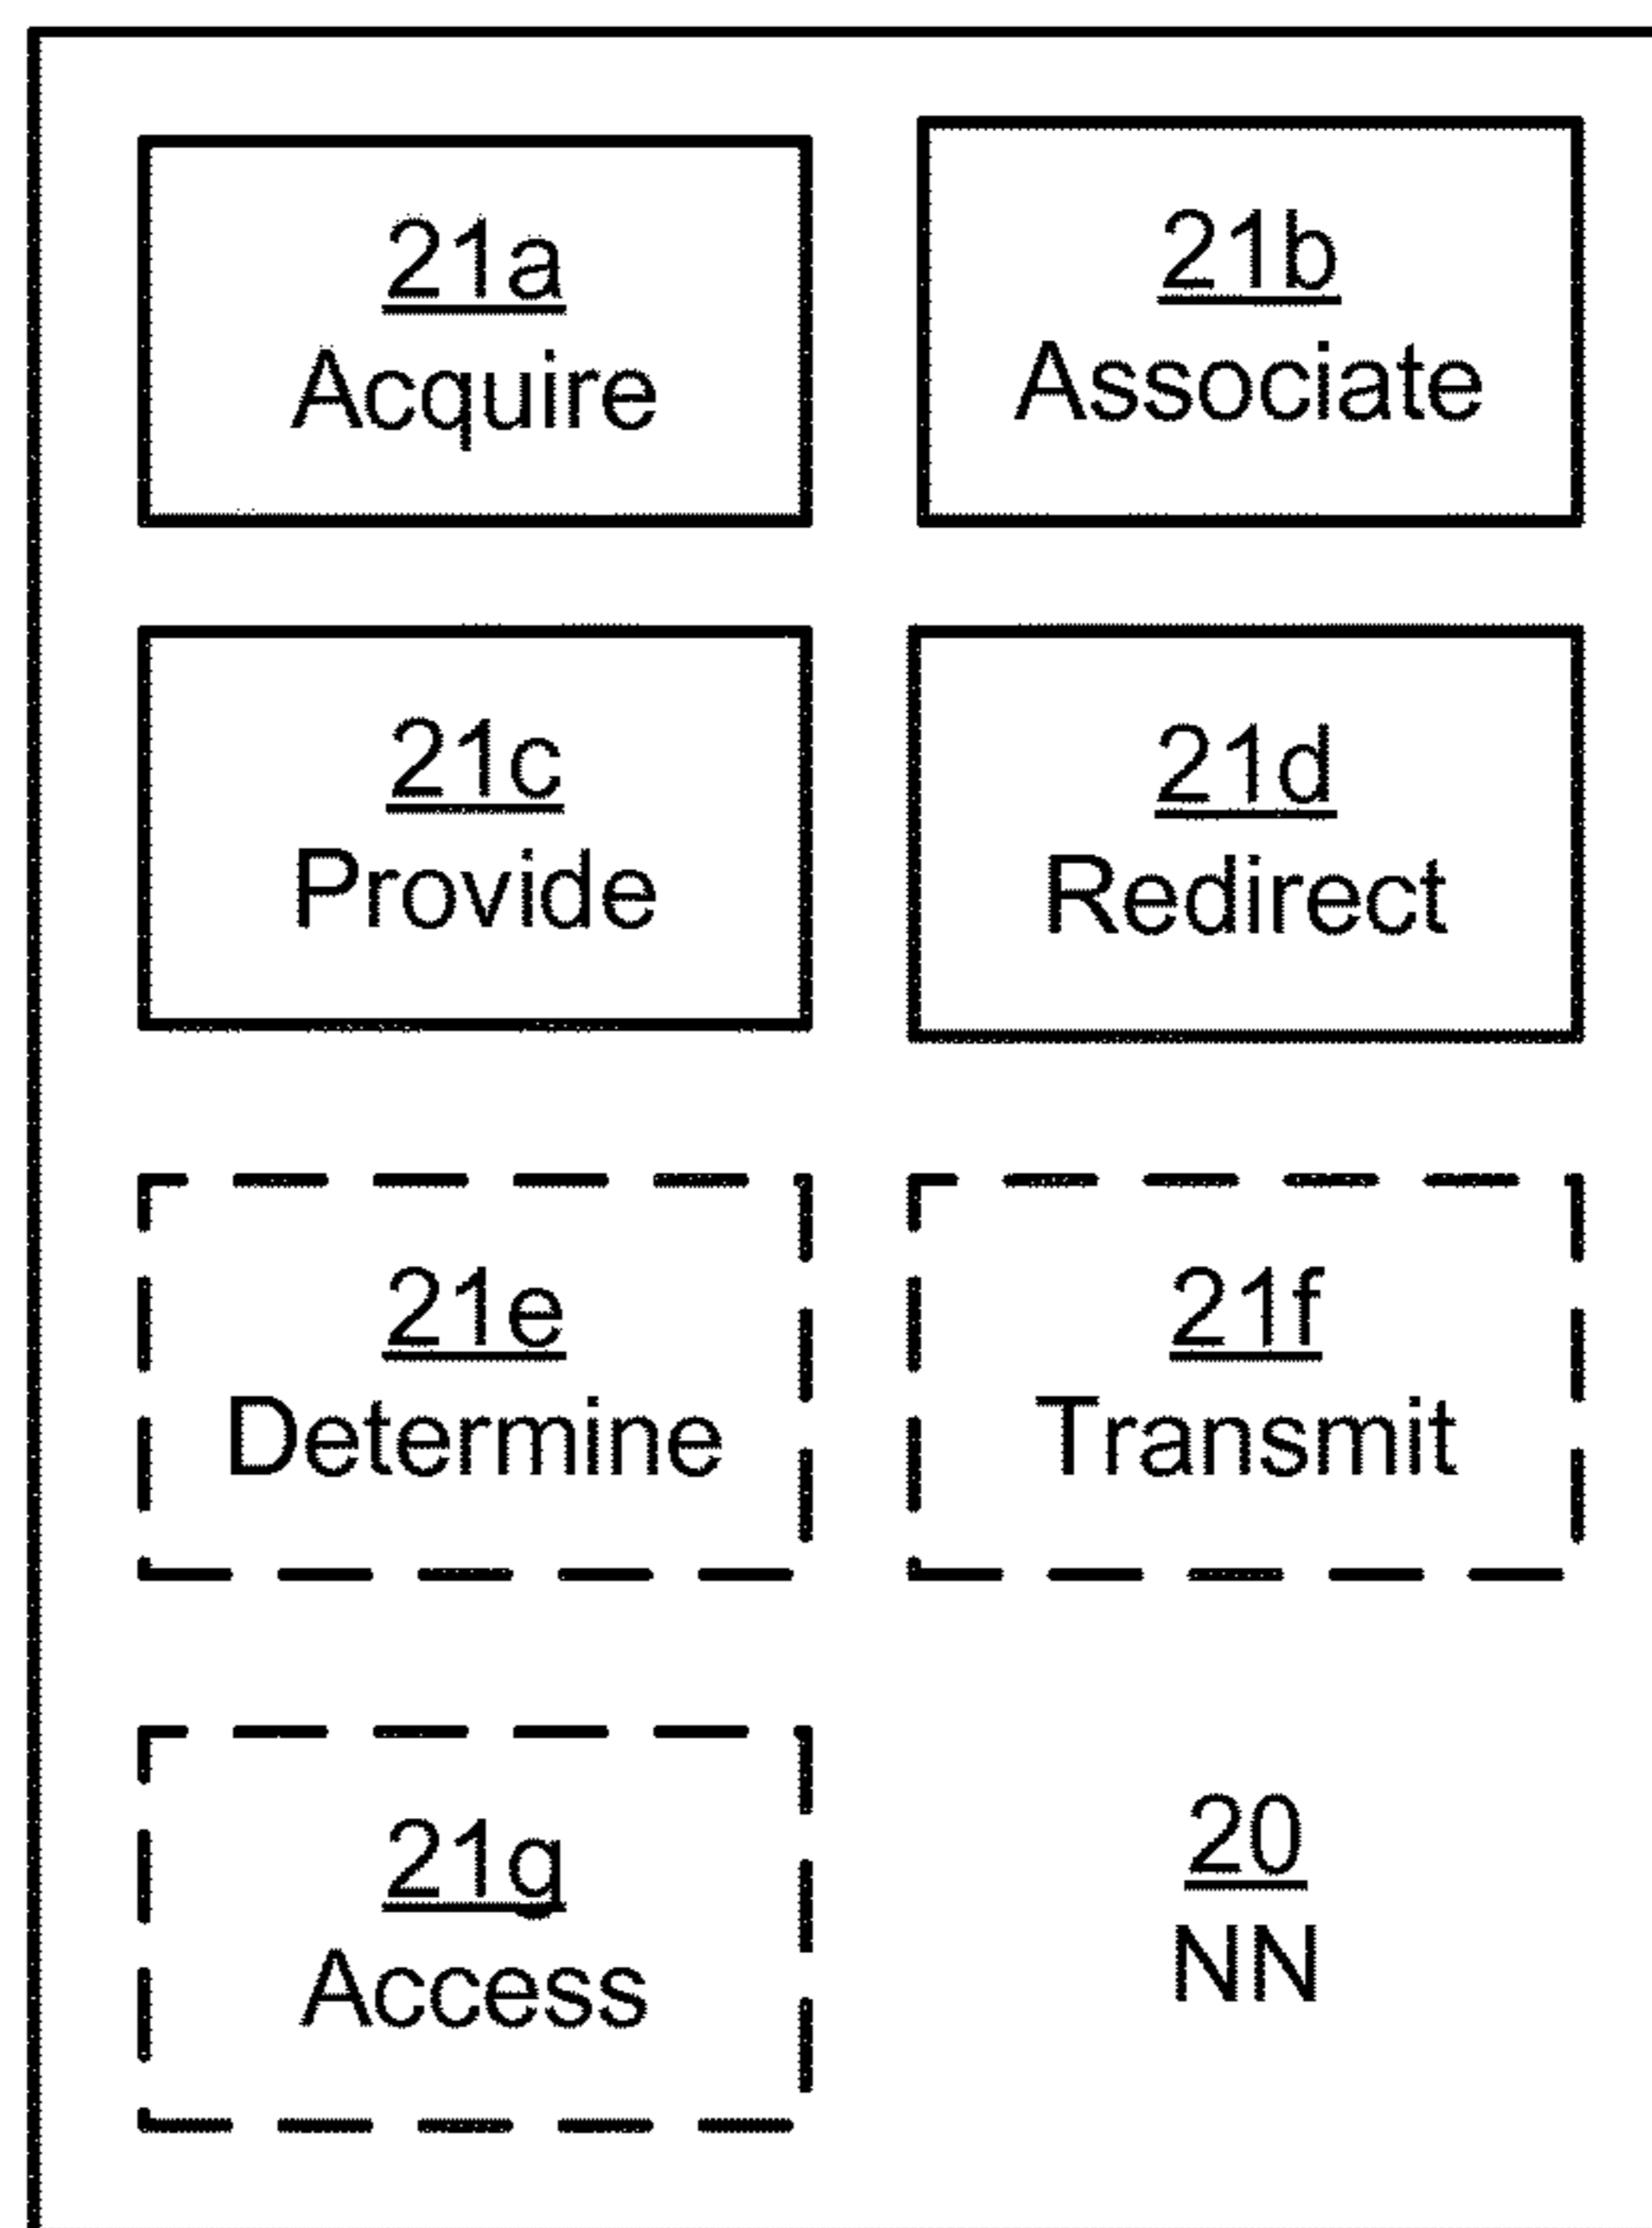 21a
Acquire
21b
Associate
21c
Provide
21d
Redirect
21e
Determine
21f
Transmit
21g
Access
20
NN